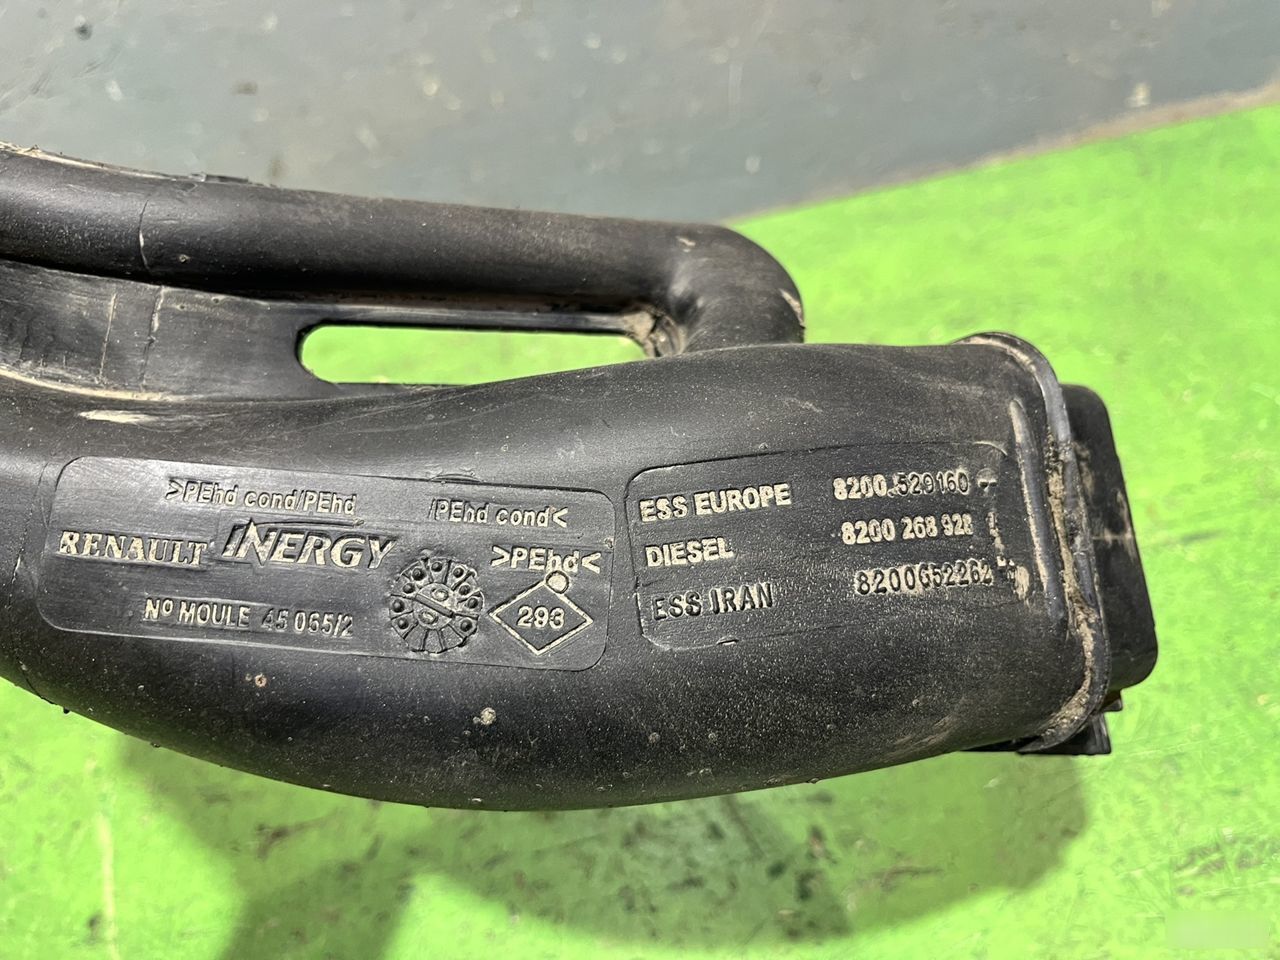 >PEhd cond/PEhd /PEhd cond<
RENAULT INERGY >PEhd<
Nº MOULE 45 065/2
293
ESS EUROPE 8200 529160
DIESEL 8200 268 928
ESS IRAN 8200652262